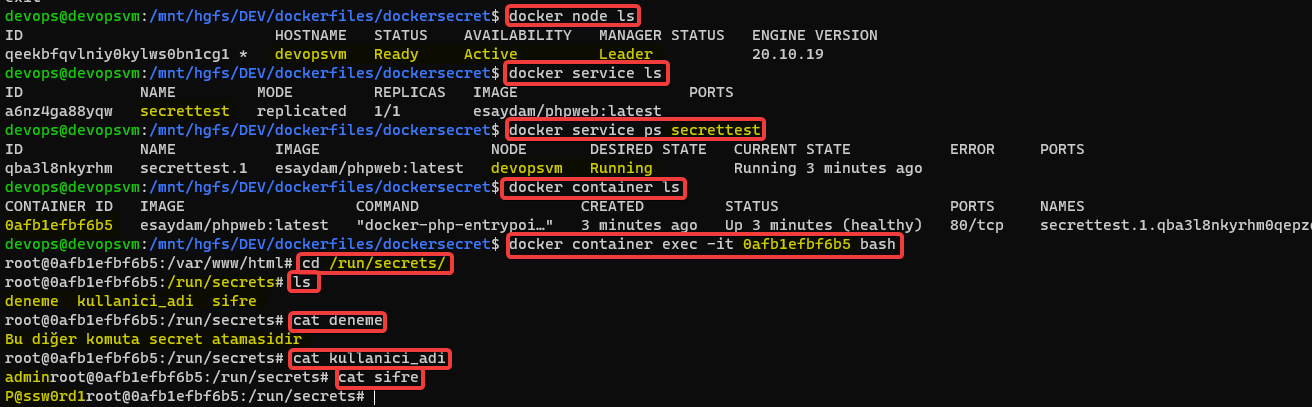 exit
devops@devopsvm:/mnt/hgfs/DEV/dockerfiles/dockersecret$ docker node ls
ID HOSTNAME STATUS AVAILABILITY MANAGER STATUS ENGINE VERSION
qeekbfqvlniy0kylws0bn1cg1 * devopsvm Ready Active Leader 20.10.19
devops@devopsvm:/mnt/hgfs/DEV/dockerfiles/dockersecret$ docker service ls
ID NAME MODE REPLICAS IMAGE PORTS
a6nz4ga88yqw secrettest replicated 1/1 esaydam/phpweb:latest
devops@devopsvm:/mnt/hgfs/DEV/dockerfiles/dockersecret$ docker service ps secrettest
ID NAME IMAGE NODE DESIRED STATE CURRENT STATE ERROR PORTS
qba3l8nkyrhm secrettest.1 esaydam/phpweb:latest devopsvm Running Running 3 minutes ago
devops@devopsvm:/mnt/hgfs/DEV/dockerfiles/dockersecret$ docker container ls
CONTAINER ID IMAGE COMMAND CREATED STATUS PORTS NAMES
0afb1efbf6b5 esaydam/phpweb:latest "docker-php-entrypoi…" 3 minutes ago Up 3 minutes (healthy) 80/tcp secrettest.1.qba3l8nkyrhm0qepz
devops@devopsvm:/mnt/hgfs/DEV/dockerfiles/dockersecret$ docker container exec -it 0afb1efbf6b5 bash
root@0afb1efbf6b5:/var/www/html# cd /run/secrets/
root@0afb1efbf6b5:/run/secrets# ls
deneme kullanici_adi sifre
root@0afb1efbf6b5:/run/secrets# cat deneme
Bu diğer komuta secret atamasidir
root@0afb1efbf6b5:/run/secrets# cat kullanici_adi
adminroot@0afb1efbf6b5:/run/secrets# cat sifre
P@ssw0rd1root@0afb1efbf6b5:/run/secrets#